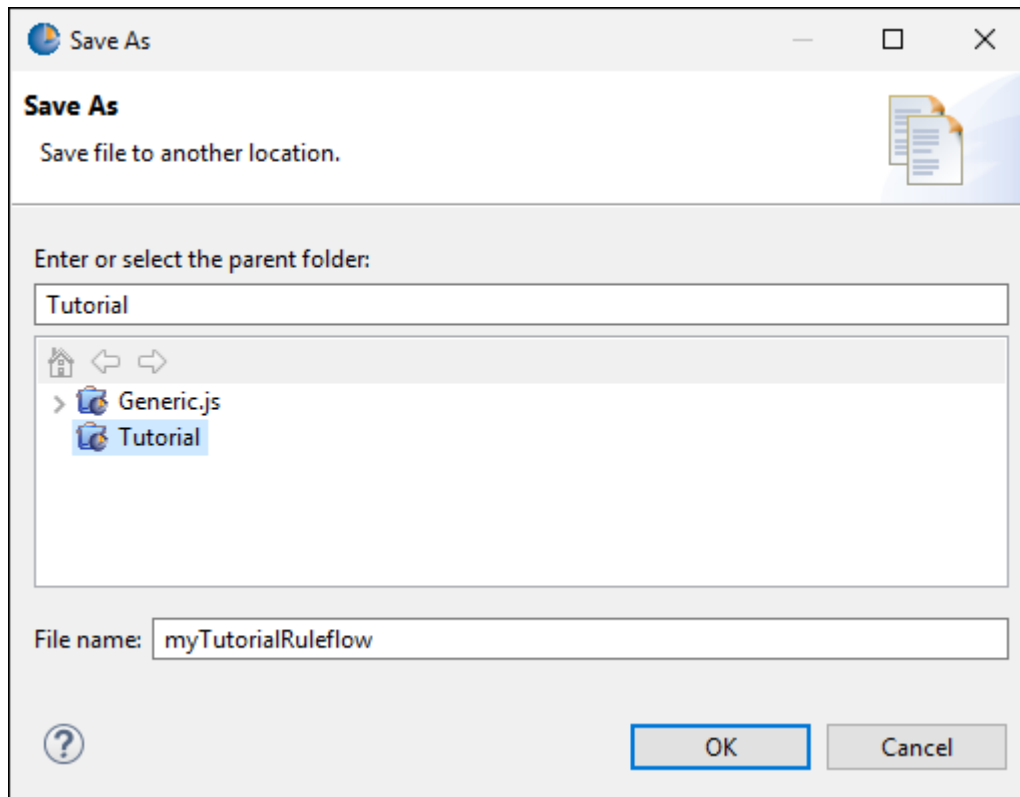 Save As
Save As
Save file to another location.
Enter or select the parent folder:
Tutorial
Generic.js
Tutorial
File name: myTutorialRuleflow
? OK Cancel